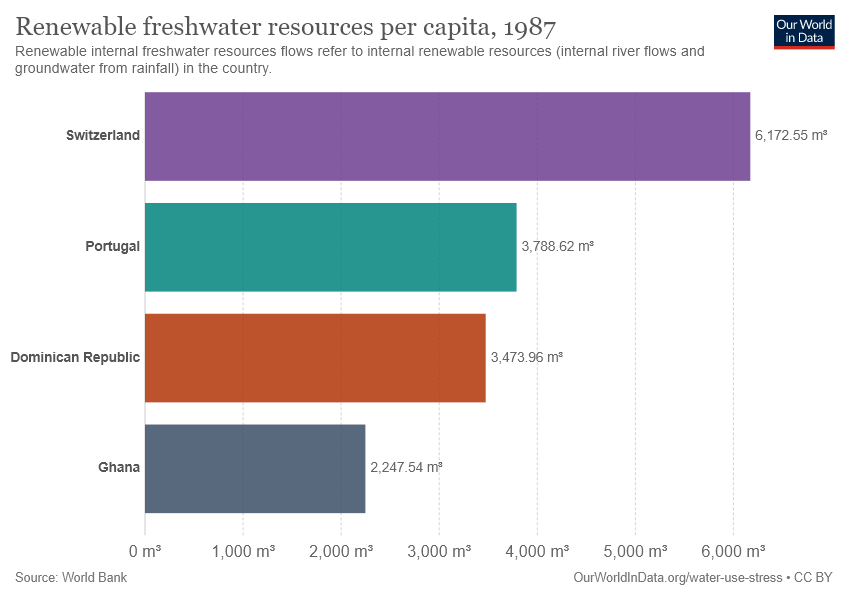 Renewable freshwater resources per capita, 1987
Our World
in Data
Renewable internal freshwater resources flows refer to internal renewable resources (internal river flows and
groundwater from rainfall) in the country.
Switzerland
6,172.55 m³
Portugal
3,788.62 m³
Dominican Republic
3,473.96 m³
Ghana
2,247.54 m³
0 m³ 1,000 m³ 2,000 m³ 3,000 m³ 4,000 m³ 5,000 m³ 6,000 m³
Source: World Bank
OurWorldInData.org/water-use-stress • CC BY